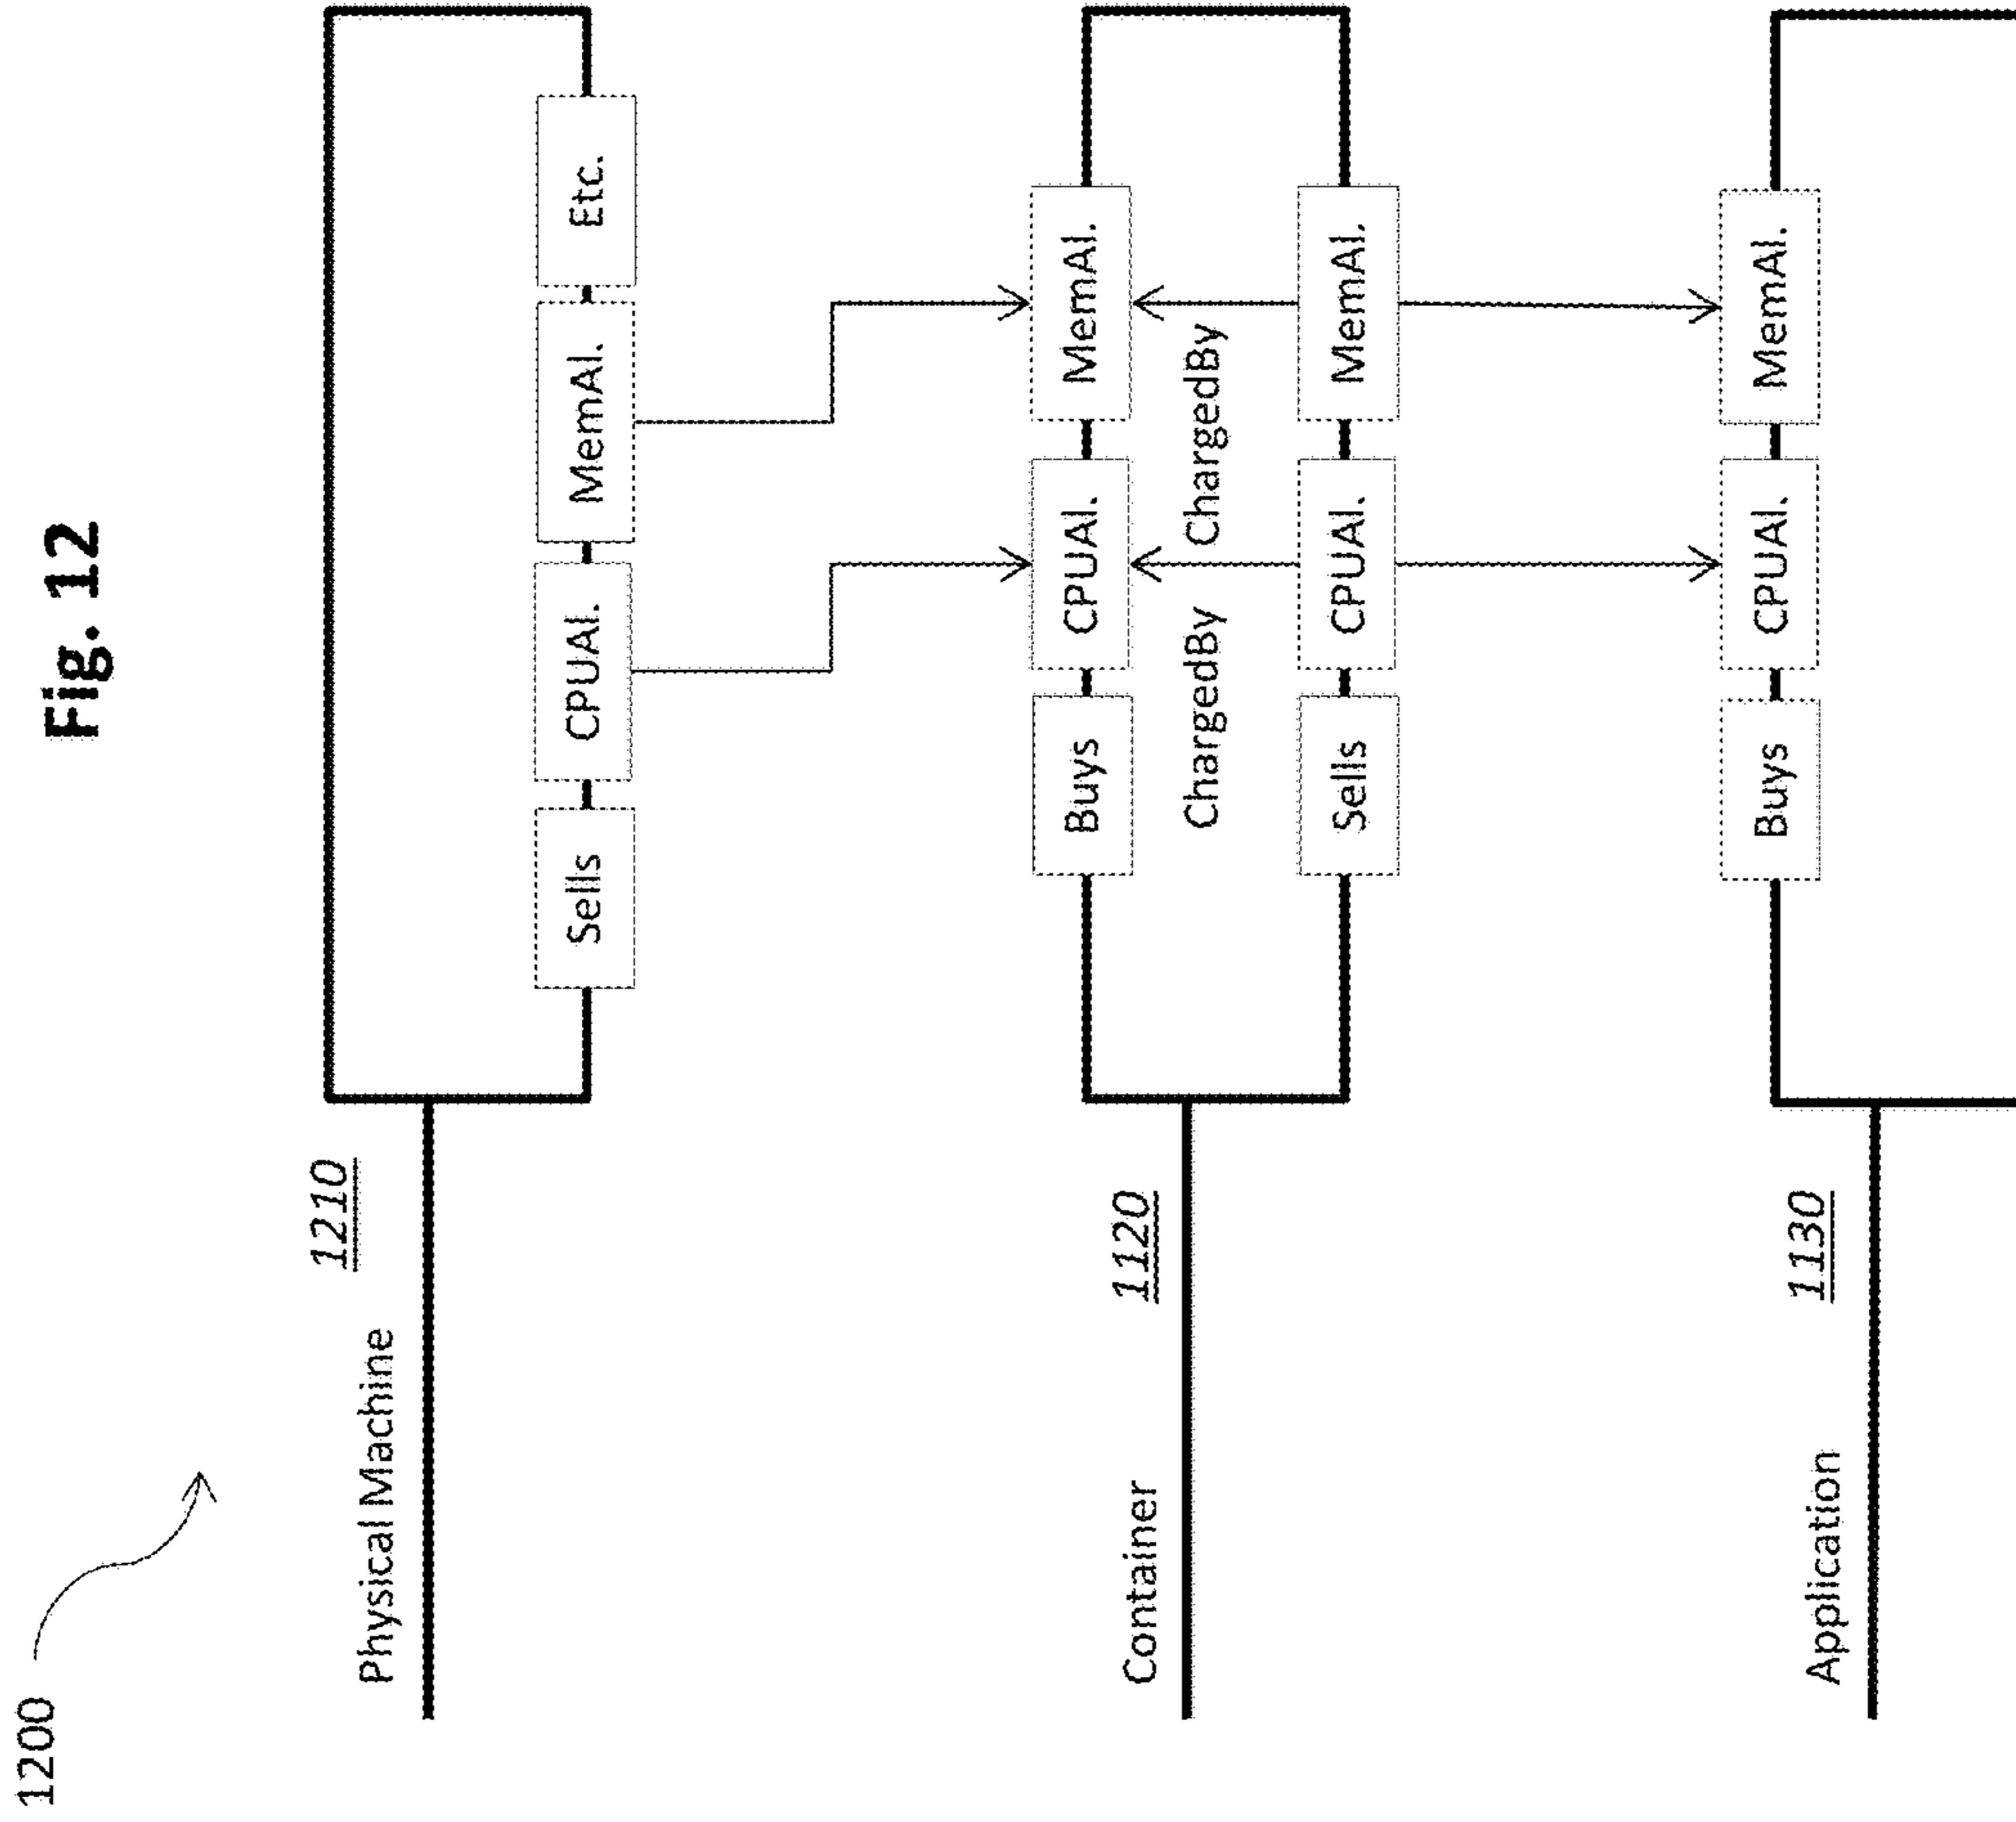 Fig. 12
1200
Physical Machine
1210
Sells
CPUAl.
MemAl.
Etc.
Container
1120
Buys
CPUAl.
MemAl.
ChargedBy
ChargedBy
Sells
CPUAl.
MemAl.
Application
1130
Buys
CPUAl.
MemAl.